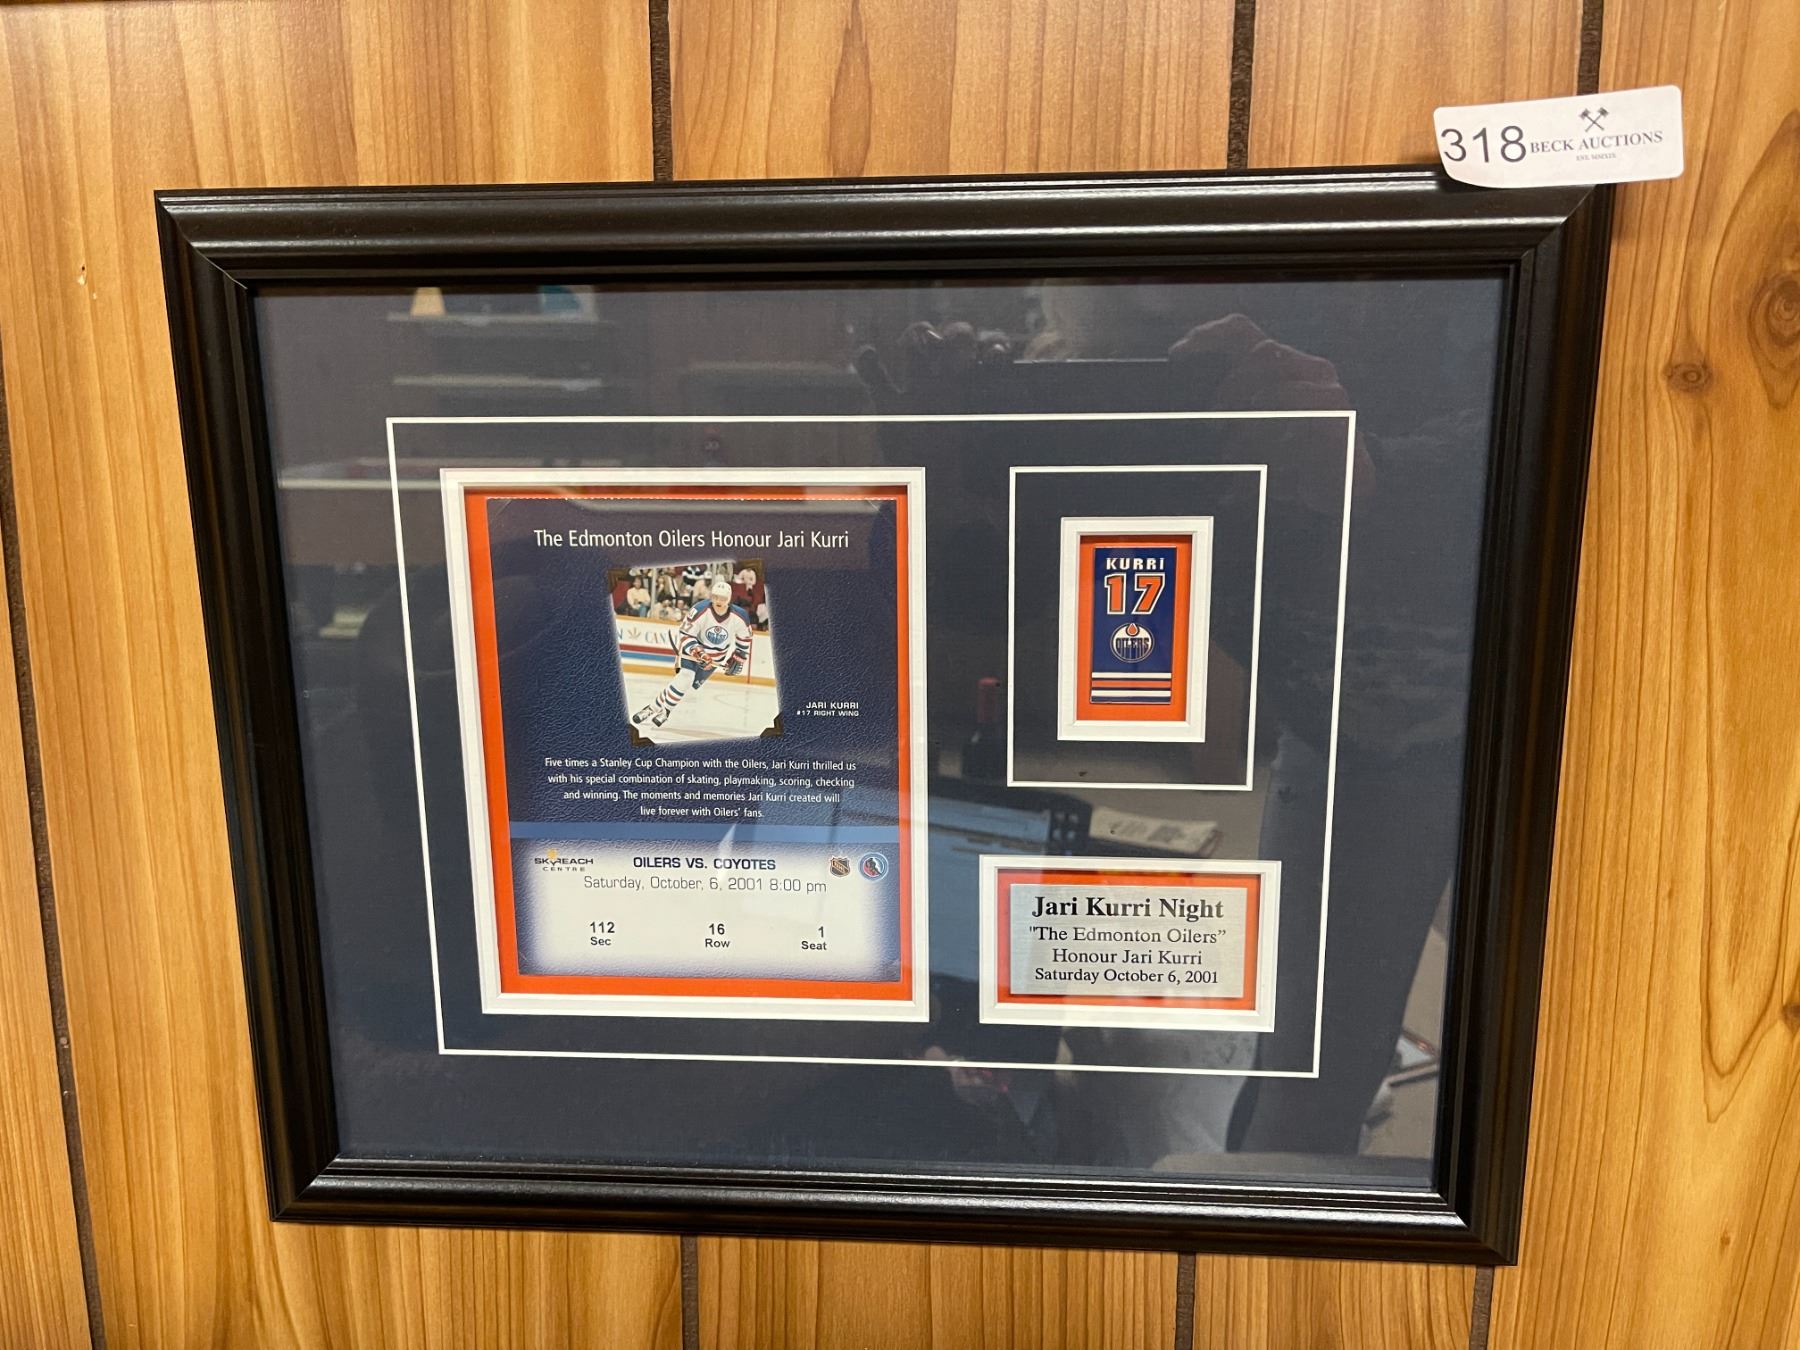 318 BECK AUCTIONS
EST. MMXIX
The Edmonton Oilers Honour Jari Kurri
JARI KURRI
#17 RIGHT WING
Five times a Stanley Cup Champion with the Oilers, Jari Kurri thrilled us
with his special combination of skating, playmaking, scoring, checking
and winning. The moments and memories Jari Kurri created will
live forever with Oilers' fans.
SKYREACH
CENTRE
OILERS VS. COYOTES
Saturday, October, 6, 2001 8:00 pm
112 16 1
Sec Row Seat
KURRi
17
OILERS
Jari Kurri Night
"The Edmonton Oilers”
Honour Jari Kurri
Saturday October 6, 2001